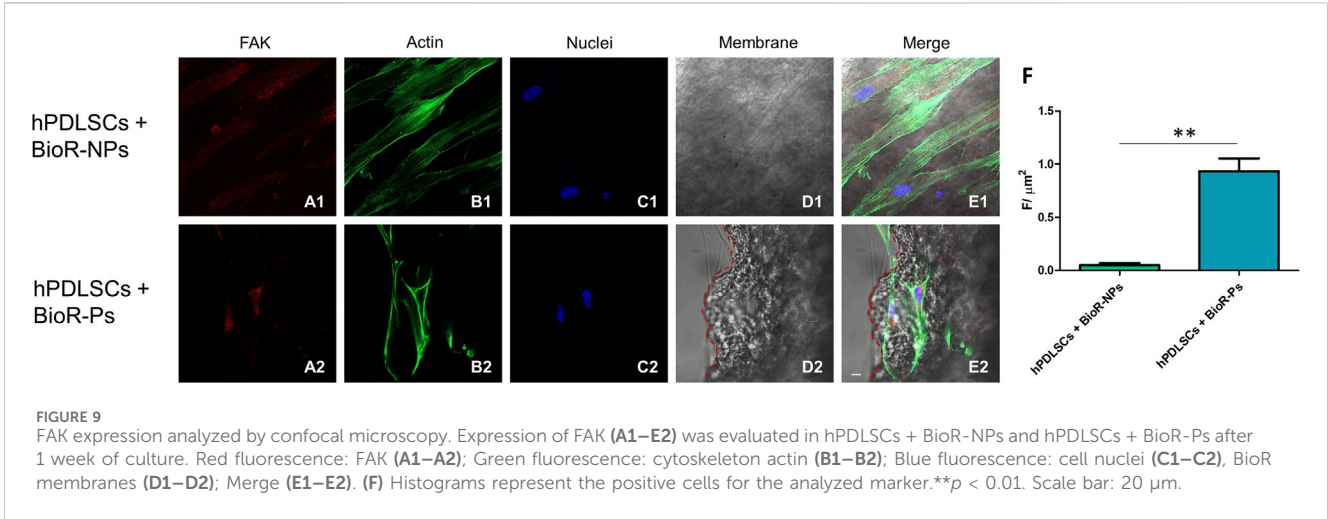 FAK Actin Nuclei Membrane Merge
hPDLSCs +
BioR-NPs
A1 B1 C1 D1 E1
hPDLSCs +
BioR-Ps
A2 B2 C2 D2 E2
F
**
1.5
1.0
0.5
0.0
F/ µm²
hPDLSCs + BioR-NPs
hPDLSCs + BioR-Ps
FIGURE 9
FAK expression analyzed by confocal microscopy. Expression of FAK (A1–E2) was evaluated in hPDLSCs + BioR-NPs and hPDLSCs + BioR-Ps after
1 week of culture. Red fluorescence: FAK (A1–A2); Green fluorescence: cytoskeleton actin (B1–B2); Blue fluorescence: cell nuclei (C1–C2), BioR
membranes (D1–D2); Merge (E1–E2). (F) Histograms represent the positive cells for the analyzed marker.**p < 0.01. Scale bar: 20 µm.